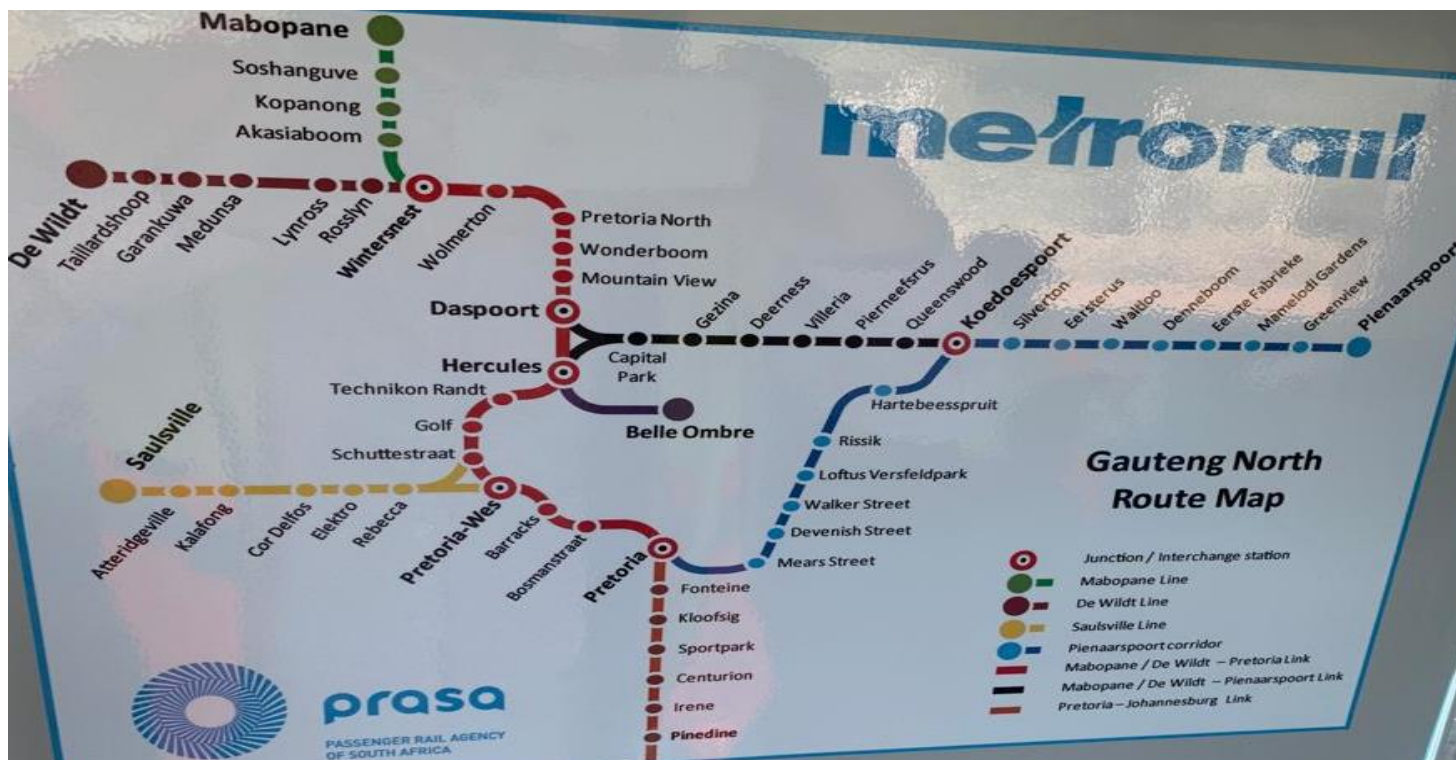 Mabopane
Soshanguve
Kopanong
Akasiaboom
metrorail
De Wildt
Taillardshoop
Garankuwa
Medunsa
Lynross
Rosslyn
Wintersnest
Wolmerton
Pretoria North
Wonderboom
Mountain View
Daspoort
Hercules
Capital
Park
Gezina
Deerness
Villeria
Pierneefsrus
Queenswood
Koedoespoort
Silverton
Eersterus
Waltloo
Denneboom
Eerste Fabrieke
Mamelodi Gardens
Greenview
Pienaarspoort
Technikon Randt
Golf
Schuttestraat
Belle Ombre
Hartebeesspruit
Rissik
Loftus Versfeldpark
Walker Street
Devenish Street
Mears Street
Saulsville
Atteridgeville
Kalafong
Cor Delfos
Elektro
Rebecca
Pretoria-Wes
Barracks
Bosmanstraat
Pretoria
Fonteine
Kloofsig
Sportpark
Centurion
Irene
Pinedine
Gauteng North
Route Map
Junction / Interchange station
Mabopane Line
De Wildt Line
Saulsville Line
Pienaarspoort corridor
Mabopane / De Wildt – Pretoria Link
Mabopane / De Wildt – Pienaarspoort Link
Pretoria – Johannesburg Link
prasa
PASSENGER RAIL AGENCY
OF SOUTH AFRICA